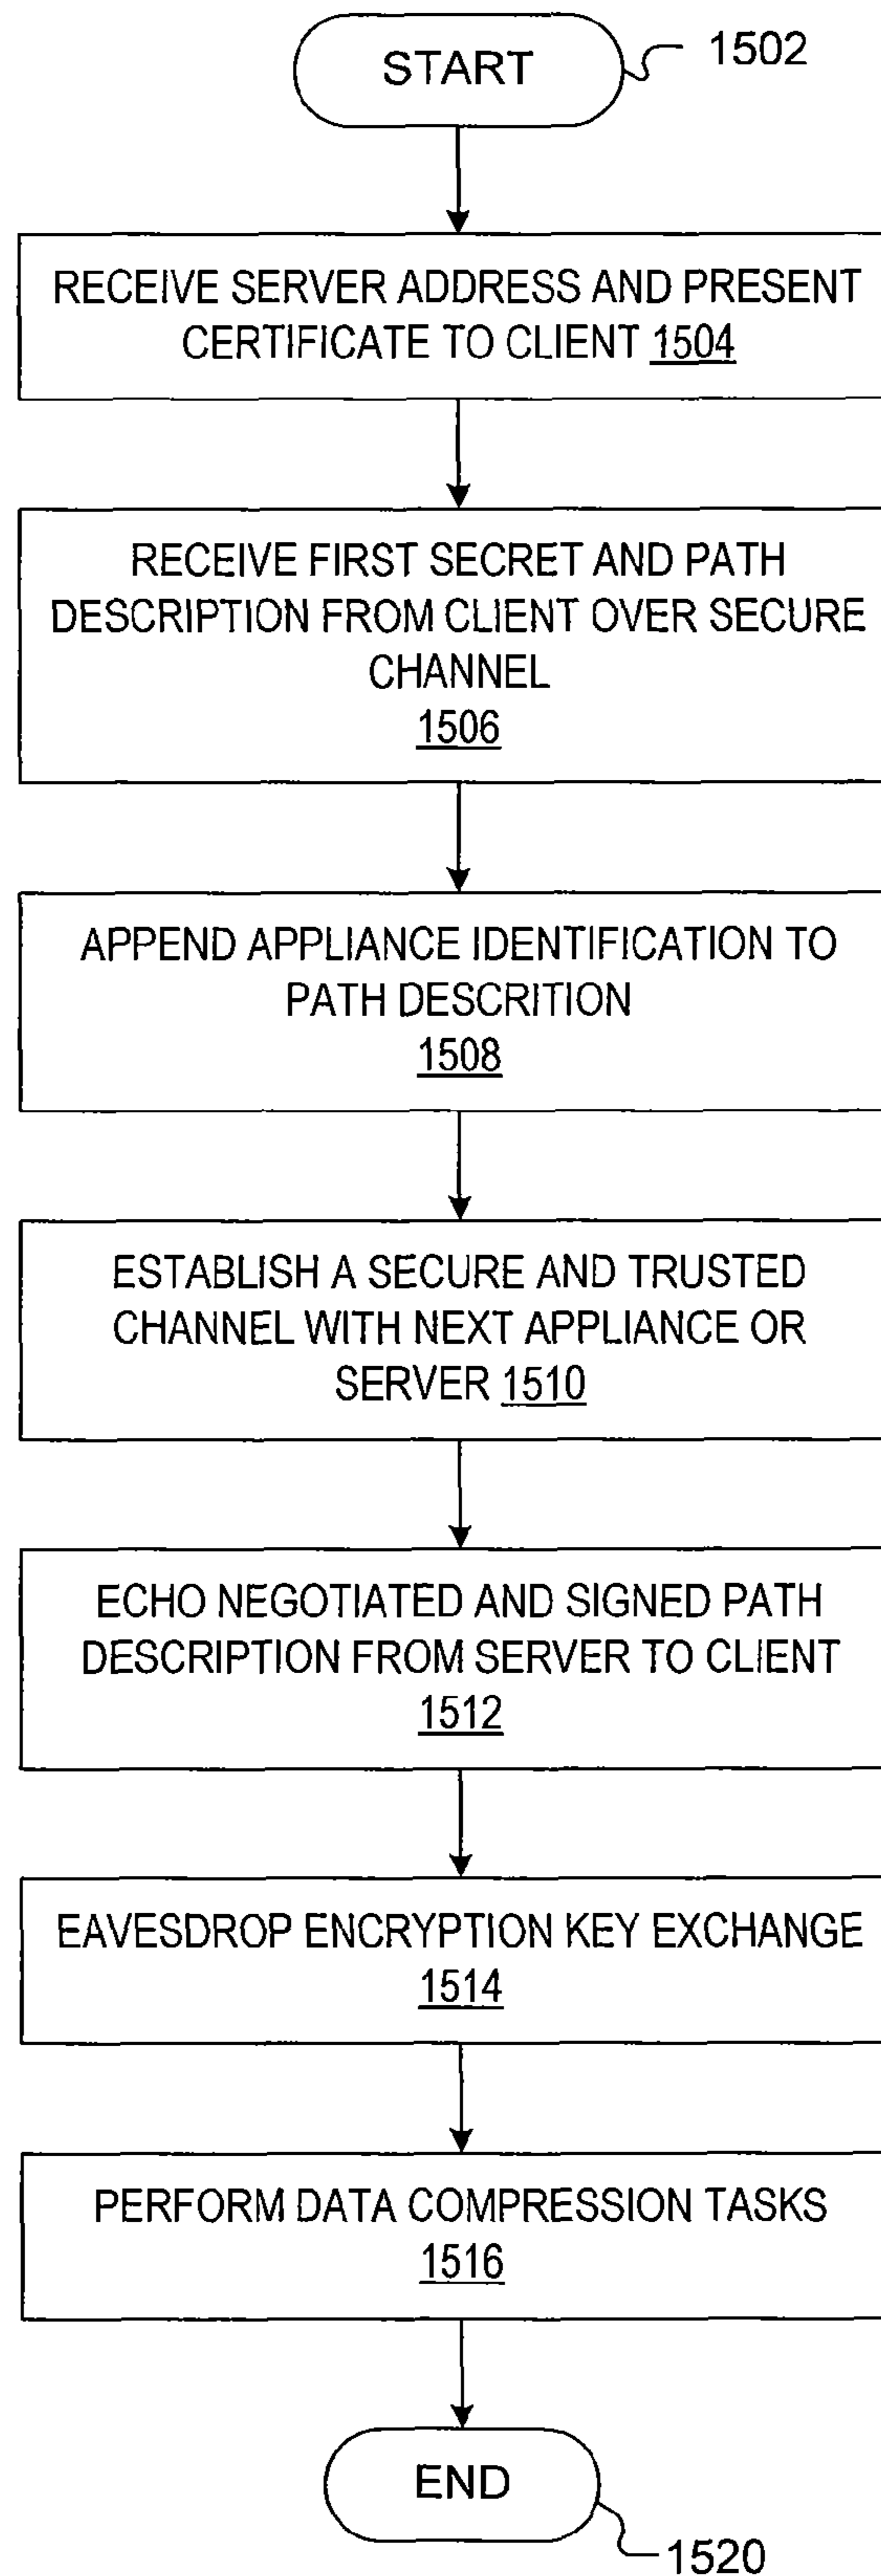 START
1502
RECEIVE SERVER ADDRESS AND PRESENT
CERTIFICATE TO CLIENT 1504
RECEIVE FIRST SECRET AND PATH
DESCRIPTION FROM CLIENT OVER SECURE
CHANNEL
1506
APPEND APPLIANCE IDENTIFICATION TO
PATH DESCRITION
1508
ESTABLISH A SECURE AND TRUSTED
CHANNEL WITH NEXT APPLIANCE OR
SERVER 1510
ECHO NEGOTIATED AND SIGNED PATH
DESCRIPTION FROM SERVER TO CLIENT
1512
EAVESDROP ENCRYPTION KEY EXCHANGE
1514
PERFORM DATA COMPRESSION TASKS
1516
END
1520